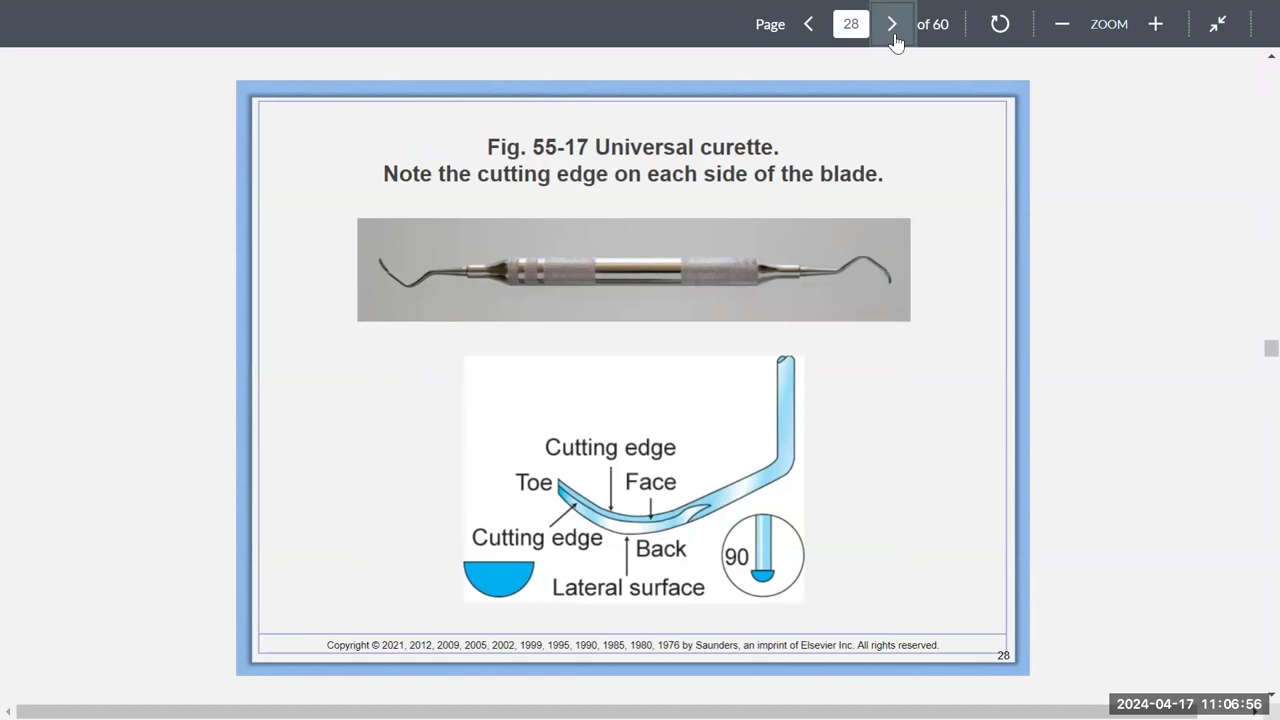 Page 28 of 60 ZOOM
Fig. 55-17 Universal curette.
Note the cutting edge on each side of the blade.
Cutting edge
Toe
Face
Cutting edge
Back
90
Lateral surface
Copyright © 2021, 2012, 2009, 2005, 2002, 1999, 1995, 1990, 1985, 1980, 1976 by Saunders, an imprint of Elsevier Inc. All rights reserved.
28
2024-04-17 11:06:56